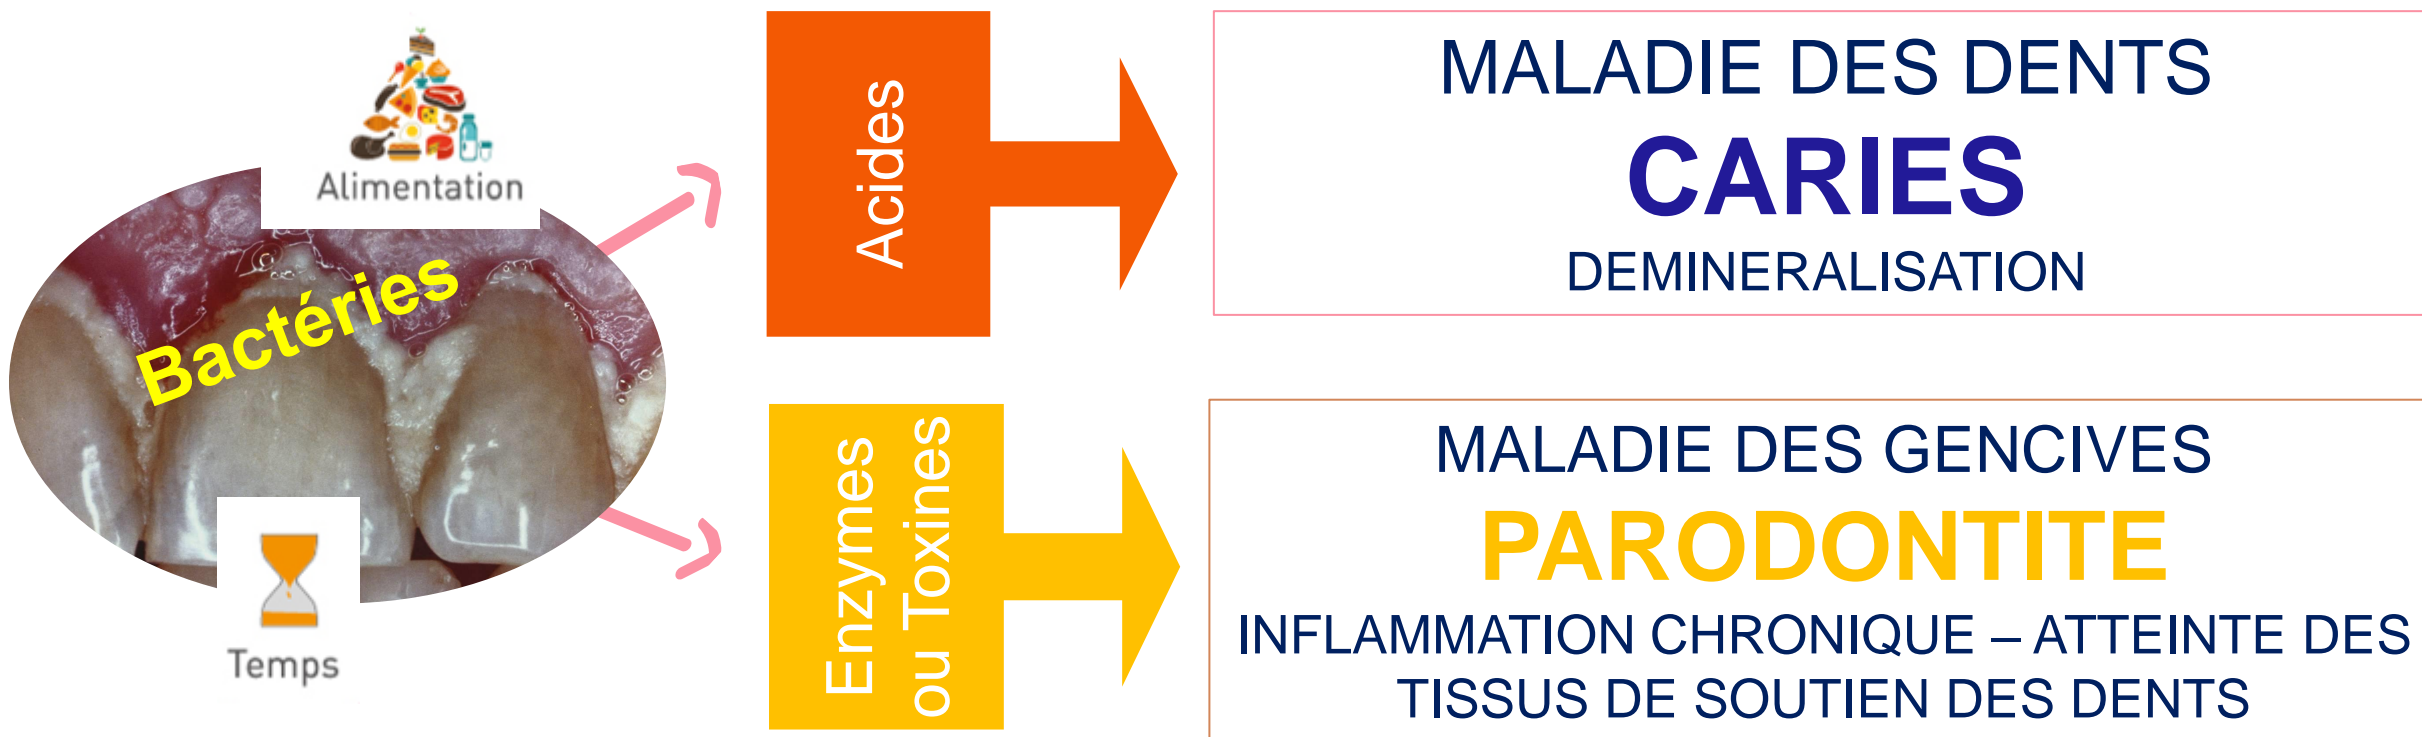 Alimentation
Bactéries
Temps
Acides
MALADIE DES DENTS
CARIES
DEMINERALISATION
Enzymes
ou Toxines
MALADIE DES GENCIVES
PARODONTITE
INFLAMMATION CHRONIQUE – ATTEINTE DES
TISSUS DE SOUTIEN DES DENTS